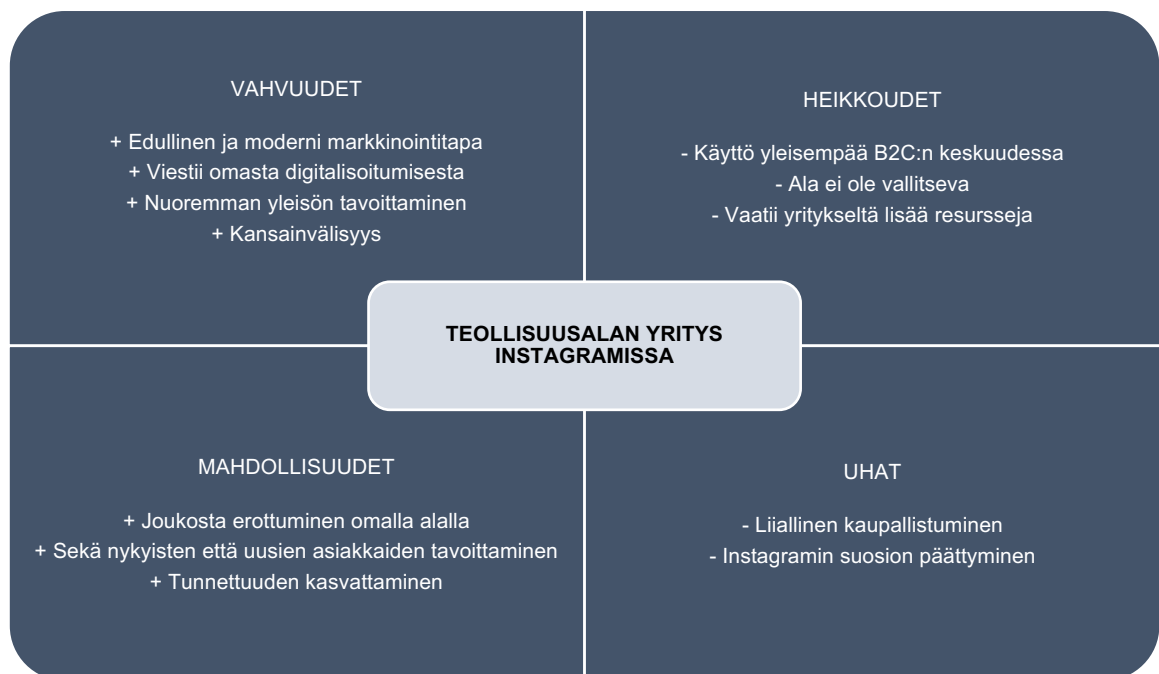 VAHVUUDET
+ Edullinen ja moderni markkinointitapa
+ Viestii omasta digitalisoitumisesta
+ Nuoremman yleisön tavoittaminen
+ Kansainvälisyys
HEIKKOUDET
- Käyttö yleisempää B2C:n keskuudessa
- Ala ei ole vallitseva
- Vaatii yritykseltä lisää resursseja
TEOLLISUUSALAN YRITYS
INSTAGRAMISSA
MAHDOLLISUUDET
+ Joukosta erottuminen omalla alalla
+ Sekä nykyisten että uusien asiakkaiden tavoittaminen
+ Tunnettuuden kasvattaminen
UHAT
- Liiallinen kaupallistuminen
- Instagramin suosion päättyminen